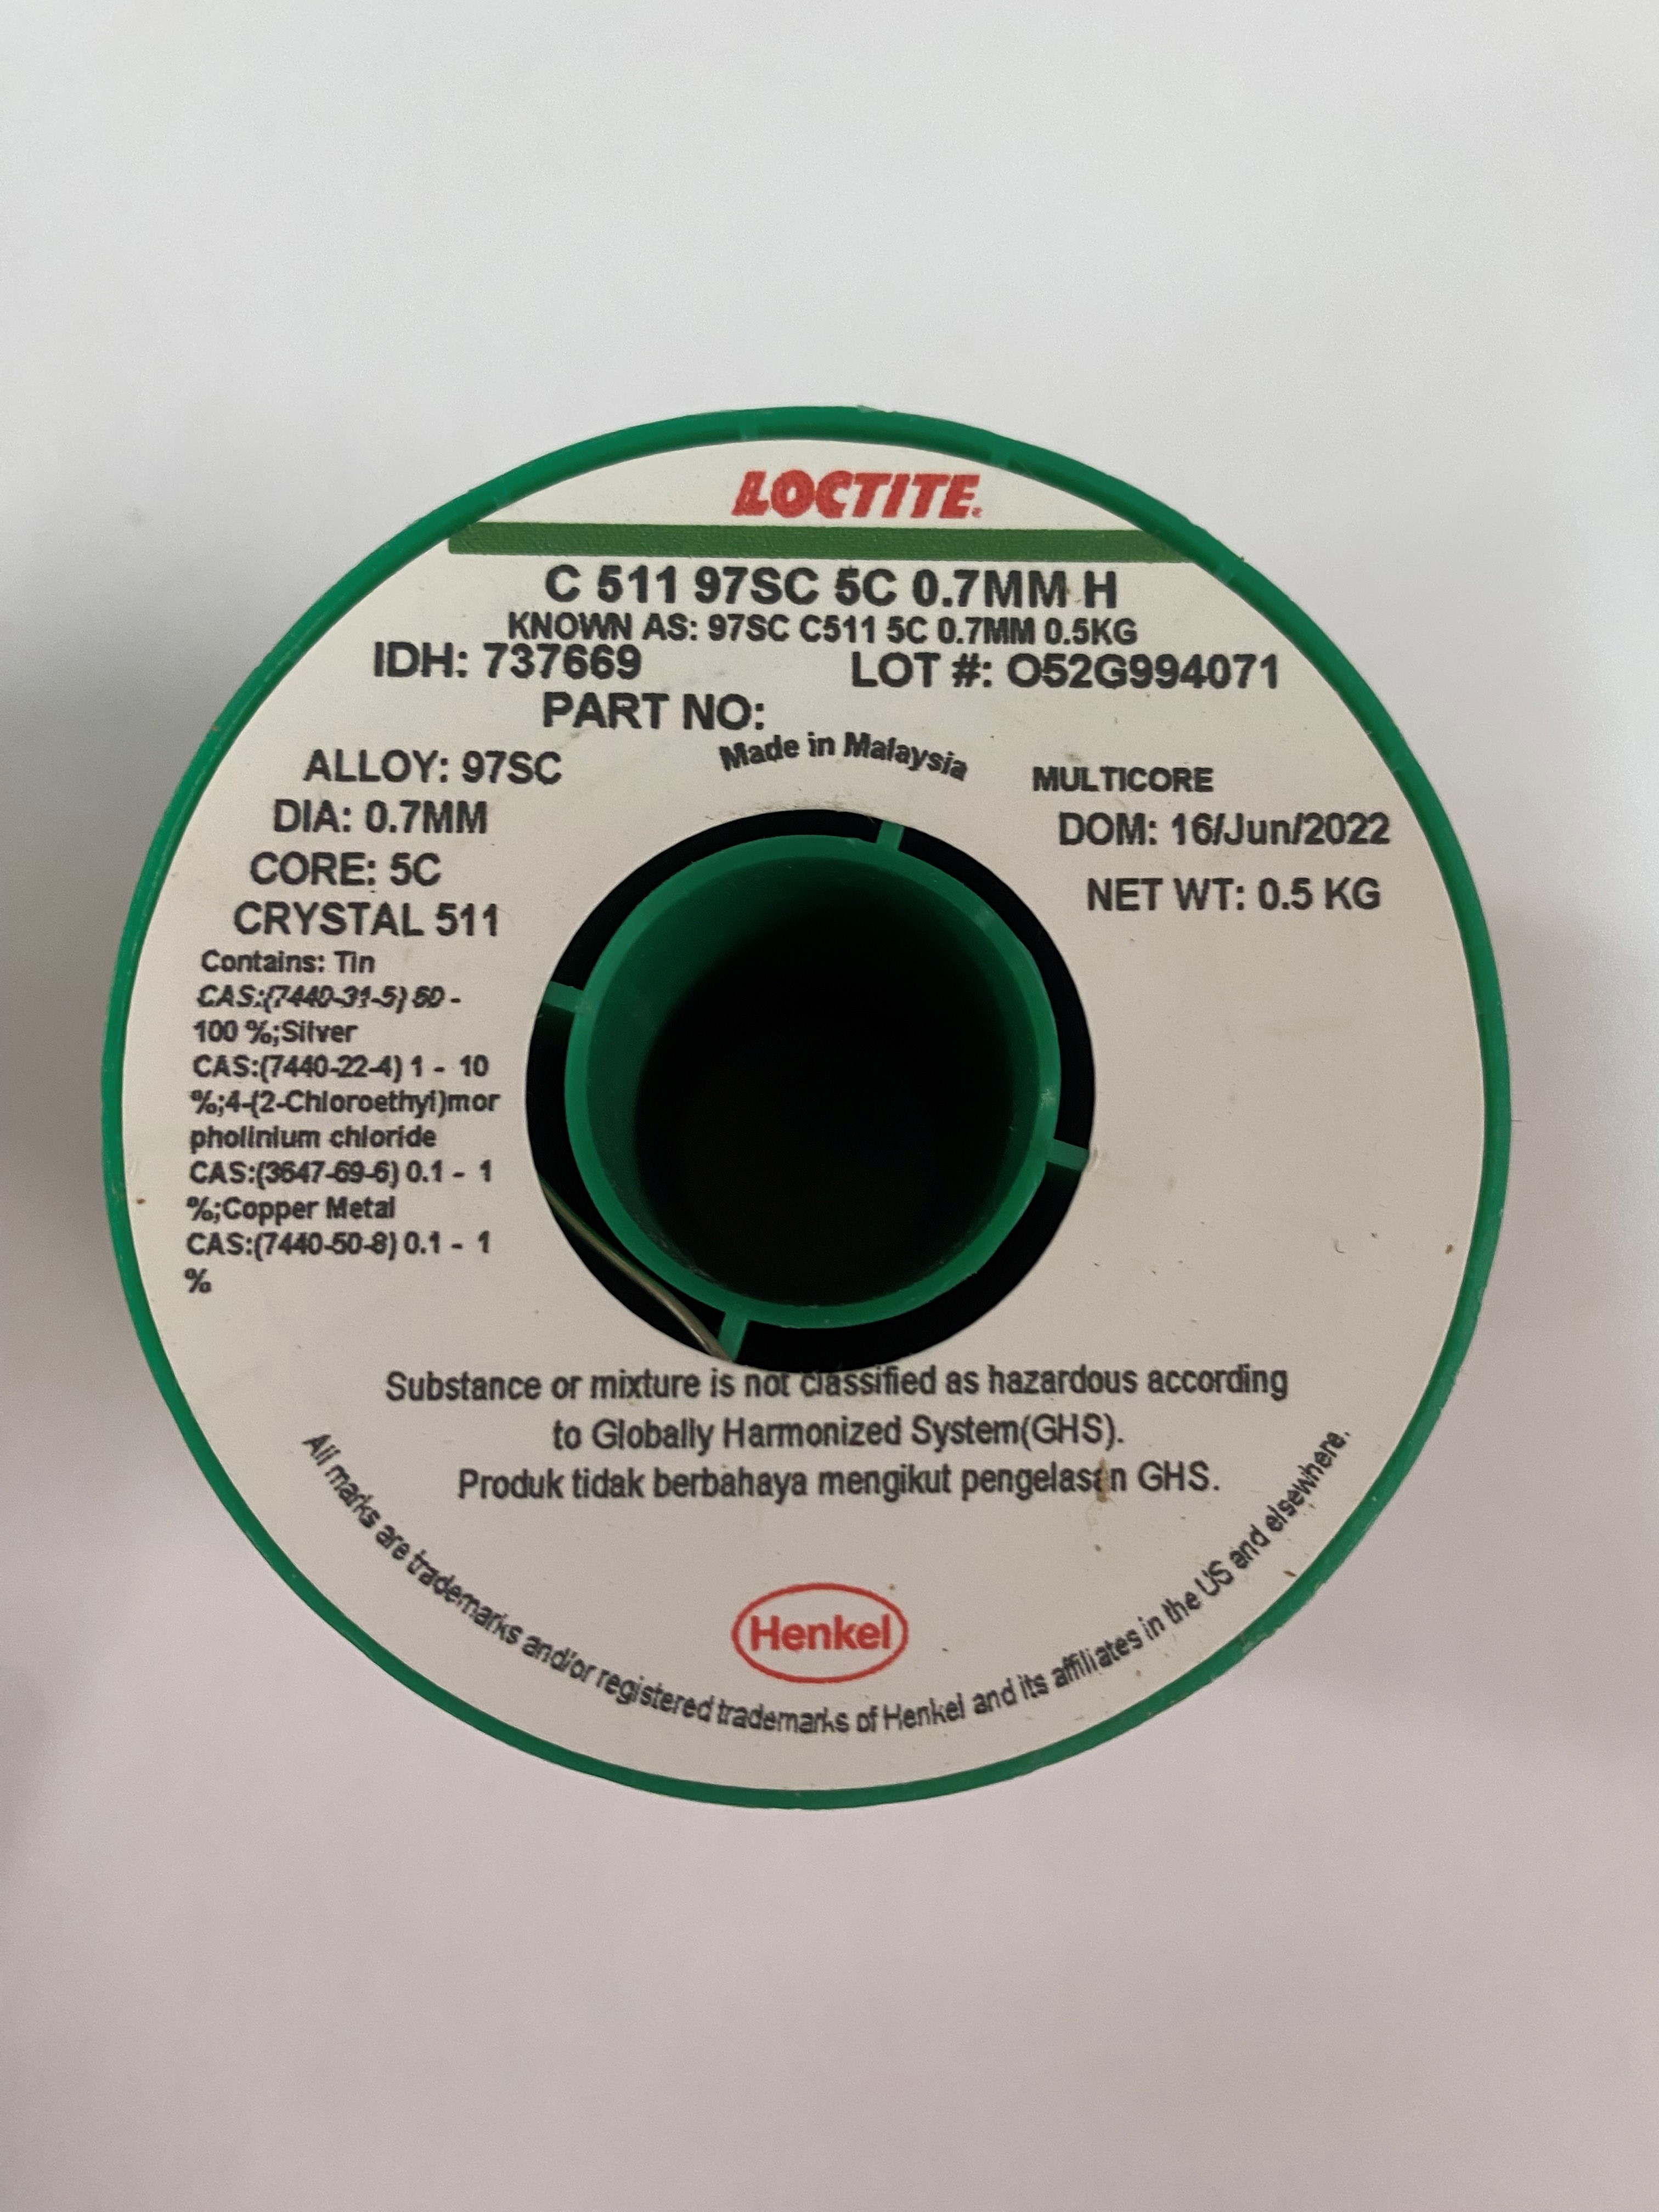 LOCTITE.
C 511 97SC 5C 0.7MM H
KNOWN AS: 97SC C511 5C 0.7MM 0.5KG
IDH: 737669 LOT #: O52G994071
PART NO:
Made in Malaysia
ALLOY: 97SC
DIA: 0.7MM
CORE: 5C
CRYSTAL 511
Contains: Tin
CAS:(7440-31-5) 50 -
100 %;Silver
CAS:(7440-22-4) 1 - 10
%;4-(2-Chloroethyl)mor
pholinium chloride
CAS:(3647-69-6) 0.1 - 1
%;Copper Metal
CAS:(7440-50-8) 0.1 - 1
%
MULTICORE
DOM: 16/Jun/2022
NET WT: 0.5 KG
Substance or mixture is not classified as hazardous according
to Globally Harmonized System(GHS).
Produk tidak berbahaya mengikut pengelasan GHS.
Henkel
All marks are trademarks and/or registered trademarks of Henkel and its affiliates in the US and elsewhere.